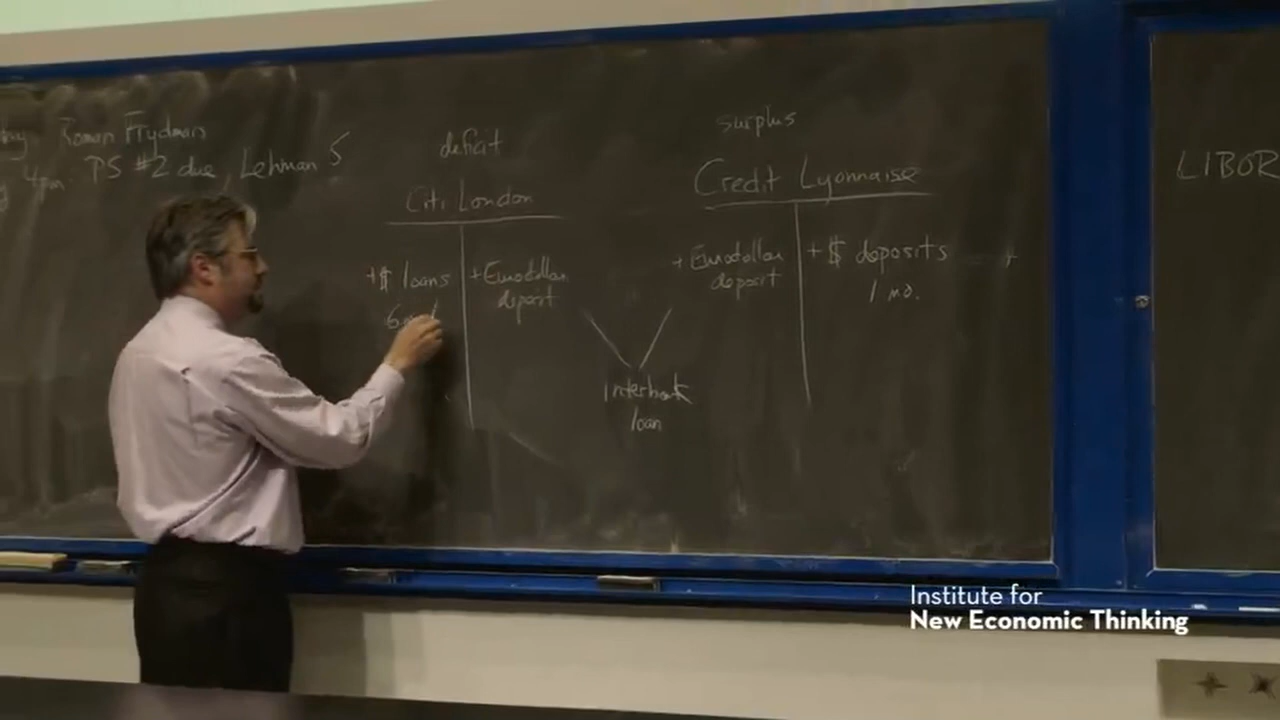 Roman Frydman
4pm. PS #2 due, Lehman S
deficit
Citi London
+$ loans
+Eurodollar
deposit
surplus
Credit Lyonnaise
+ Eurodollar
deposit
+ $ deposits
1 mo.
+
Interbank
loan
LIBOR
Institute for
New Economic Thinking